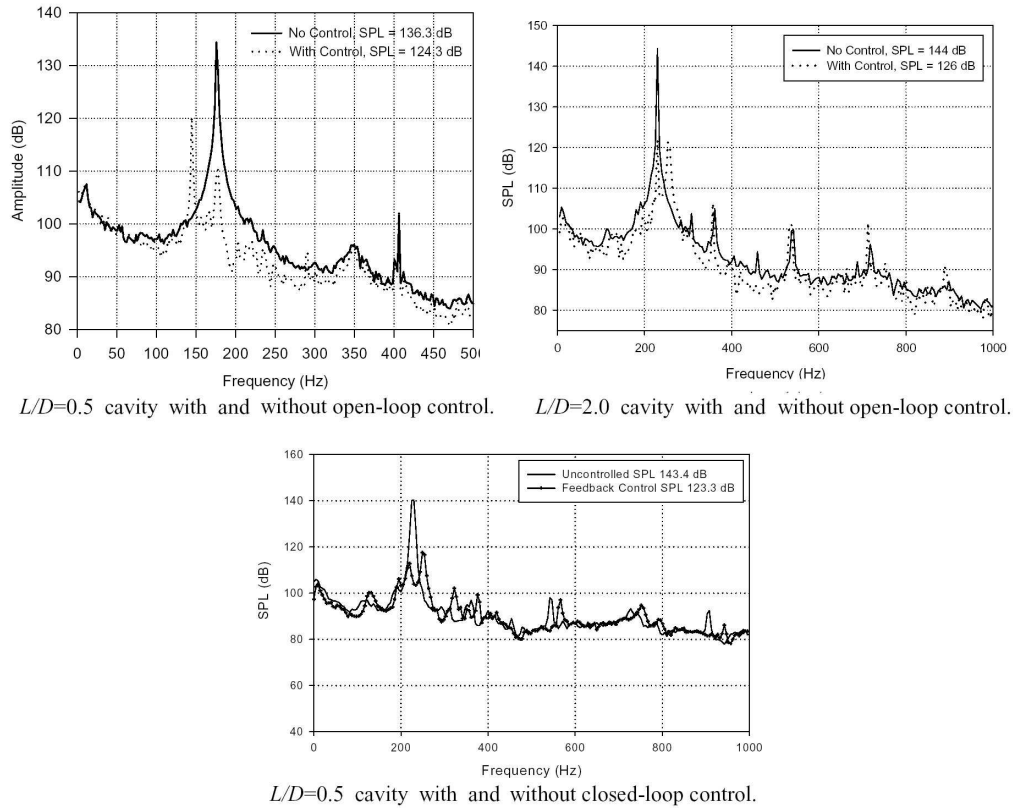 No Control, SPL = 136.3 dB
With Control, SPL = 124.3 dB
140
130
120
110
100
90
80
Amplitude (dB)
0 50 100 150 200 250 300 350 400 450 500
Frequency (Hz)
L/D=0.5 cavity with and without open-loop control.
No Control, SPL = 144 dB
With Control, SPL = 126 dB
150
140
130
120
110
100
90
80
SPL (dB)
0 200 400 600 800 1000
Frequency (Hz)
L/D=2.0 cavity with and without open-loop control.
Uncontrolled SPL 143.4 dB
Feedback Control SPL 123.3 dB
160
140
120
100
80
60
40
SPL (dB)
0 200 400 600 800 1000
Frequency (Hz)
L/D=0.5 cavity with and without closed-loop control.